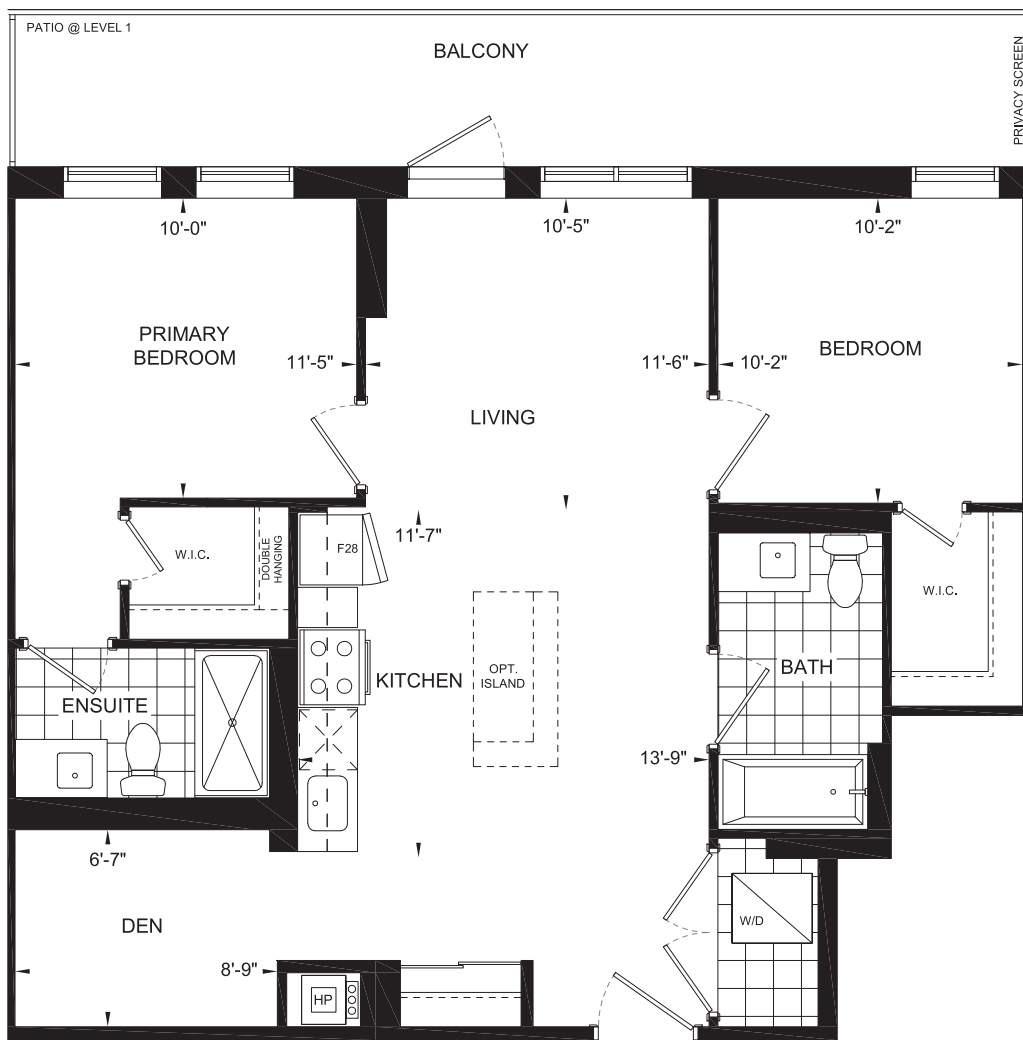 PATIO @ LEVEL 1
BALCONY
PRIVACY SCREEN
10'-0"
10'-5"
10'-2"
PRIMARY
BEDROOM
11'-5"
LIVING
11'-6"
10'-2"
BEDROOM
11'-7"
F28
W.I.C.
DOUBLE
HANGING
W.I.C.
KITCHEN
OPT.
ISLAND
BATH
ENSUITE
13'-9"
6'-7"
DEN
W/D
8'-9"
HP